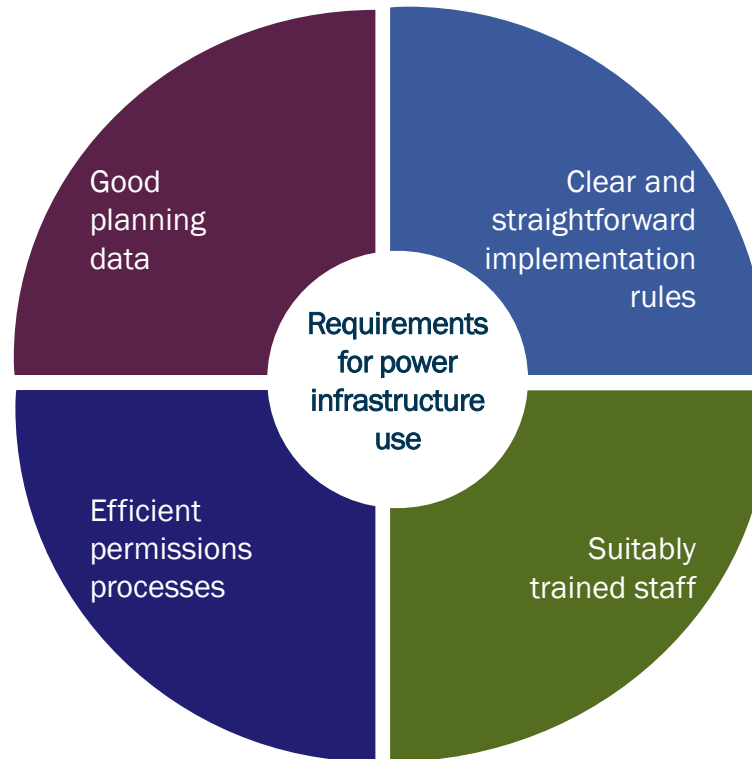 Good
planning
data
Clear and
straightforward
implementation
rules
Requirements
for power
infrastructure
use
Efficient
permissions
processes
Suitably
trained staff